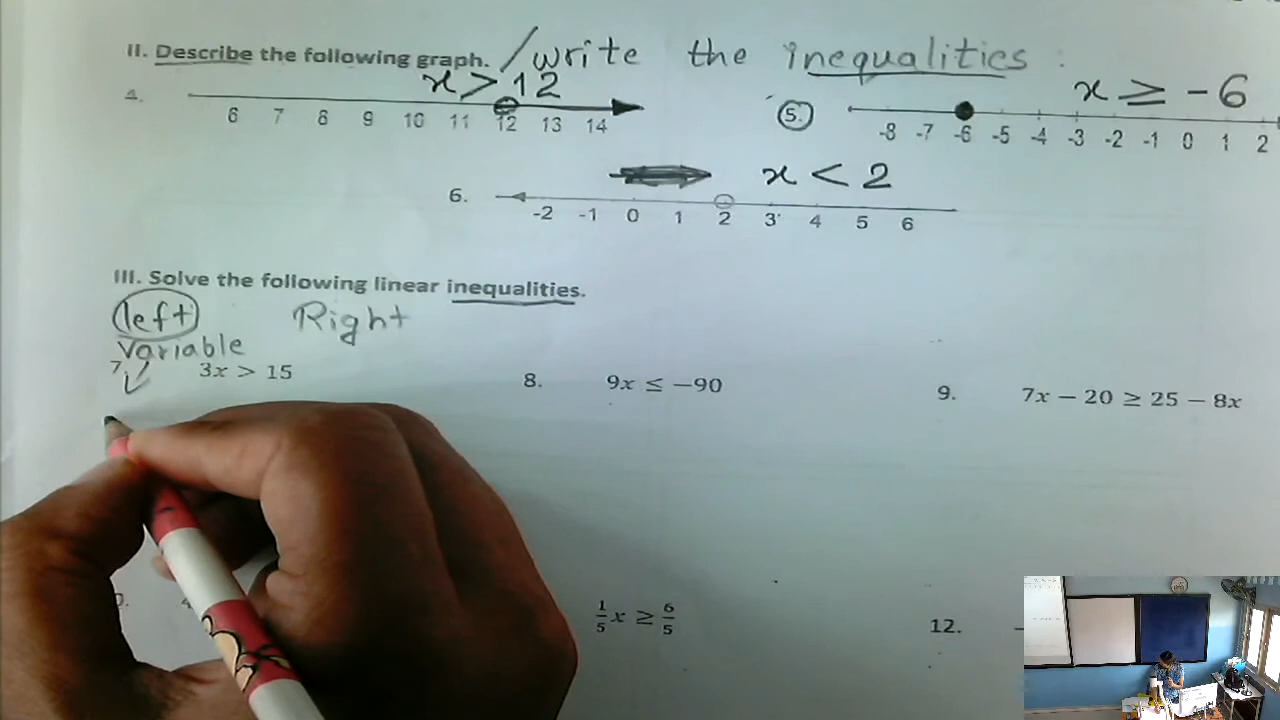 II. Describe the following graph. / write the inequalities :
4. x > 12
6 7 8 9 10 11 12 13 14
5. x ≥ -6
-8 -7 -6 -5 -4 -3 -2 -1 0 1 2
6. x < 2
-2 -1 0 1 2 3 4 5 6
III. Solve the following linear inequalities.
left Right
Variable
7. 3x > 15
8. 9x ≤ −90
9. 7x − 20 ≥ 25 − 8x
1/5 x ≥ 6/5
12.